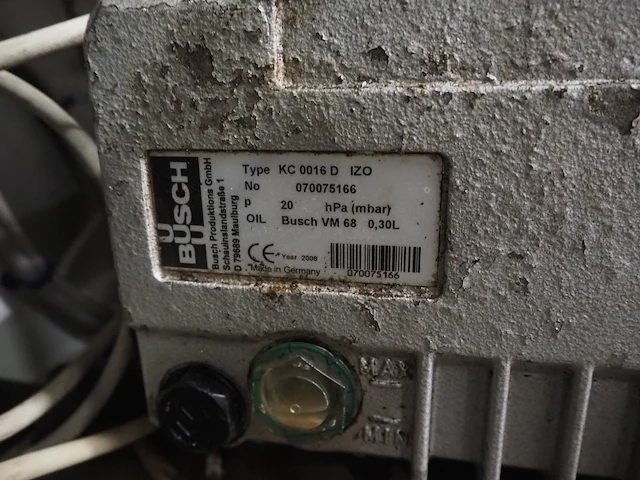 BUSCH
Busch Produktions GmbH
Schauinslandstraße 1
D 79689 Maulburg
Type KC 0016 D IZO
No 070075166
p 20 hPa (mbar)
OIL Busch VM 68 0,30L
CE Year 2008
Made in Germany
070075166
MAX
MIN